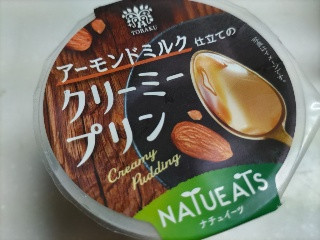 TORAKU
アーモンドミルク仕立ての
クリーミー
プリン
Creamy
Pudding
NATUEATS
ナチュイーツ